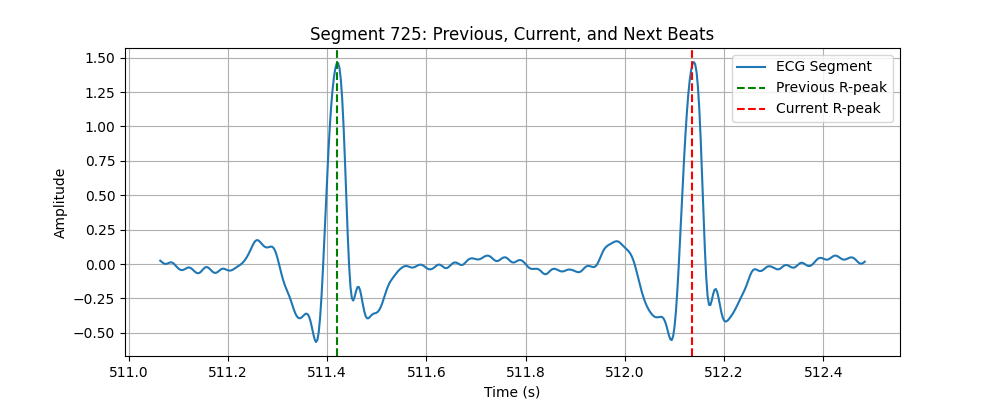 Segment 725: Previous, Current, and Next Beats
ECG Segment
Previous R-peak
Current R-peak
1.50
1.25
1.00
0.75
0.50
0.25
0.00
−0.25
−0.50
Amplitude
511.0 511.2 511.4 511.6 511.8 512.0 512.2 512.4
Time (s)